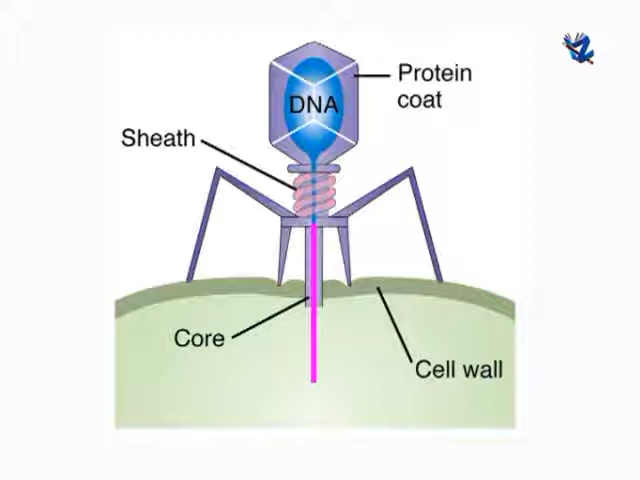 Protein
coat
DNA
Sheath
Core
Cell wall